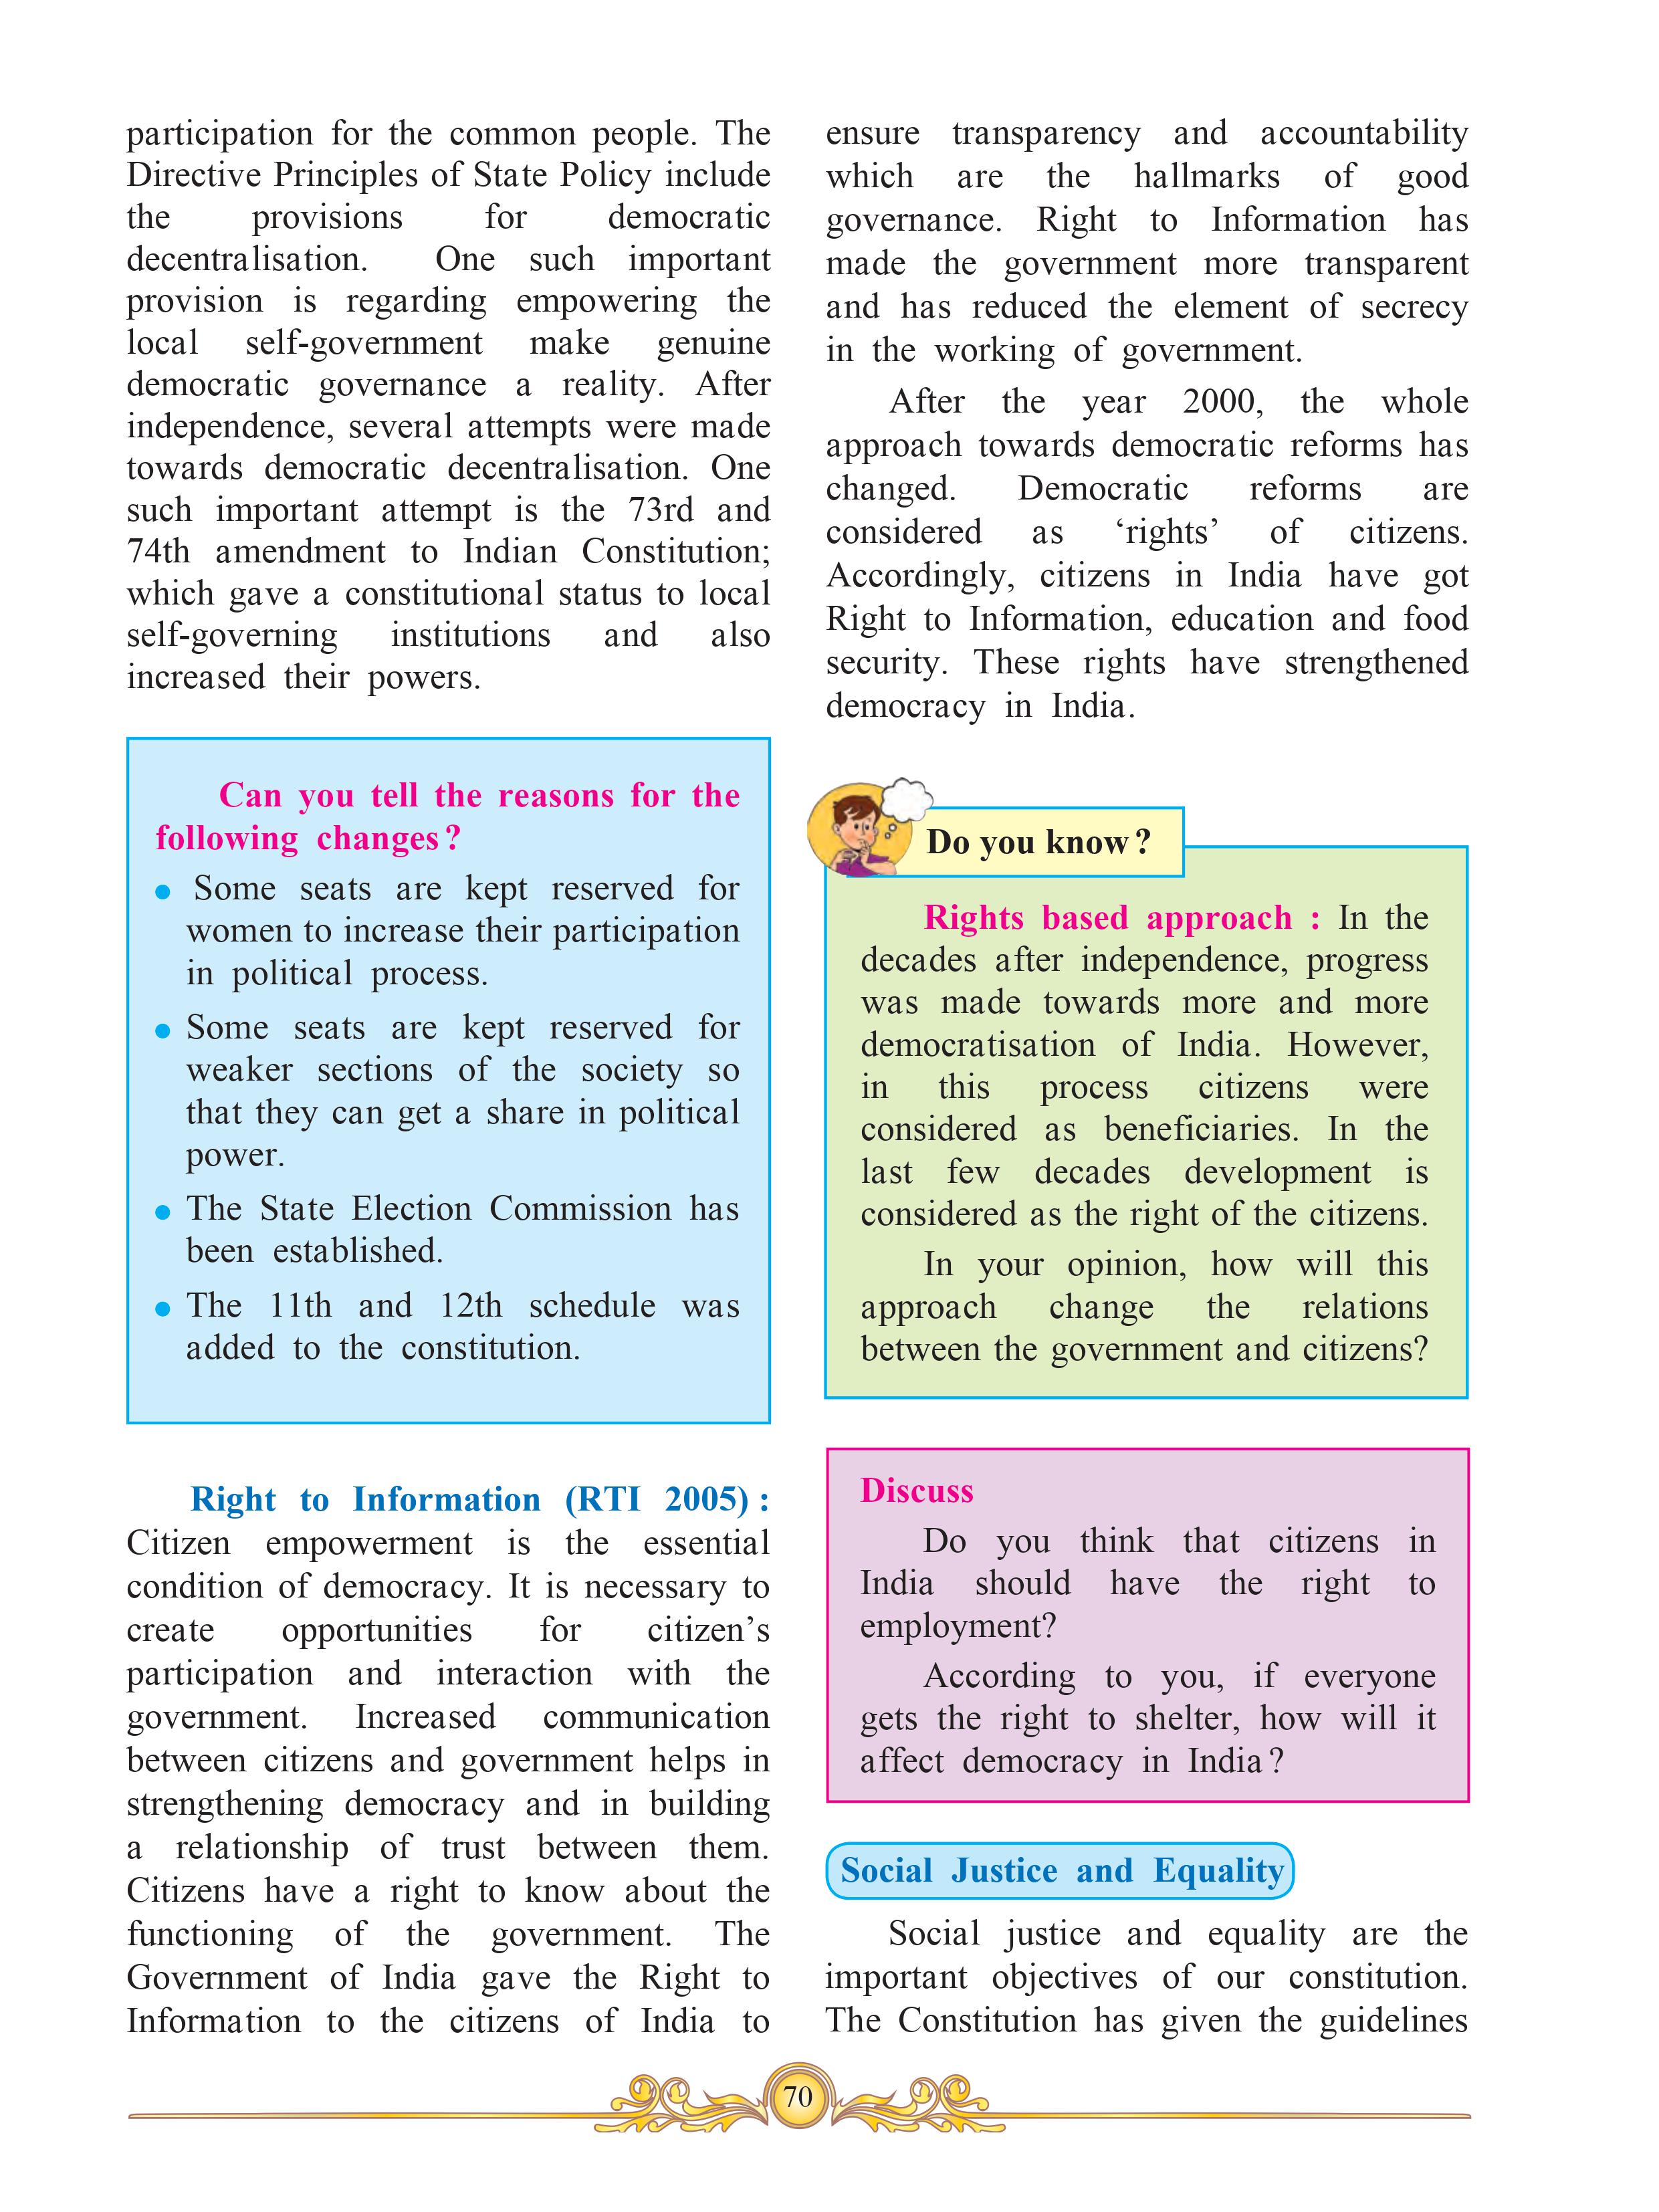 participation for the common people. The
Directive Principles of State Policy include
the provisions for democratic
decentralisation. One such important
provision is regarding empowering the
local self-government make genuine
democratic governance a reality. After
independence, several attempts were made
towards democratic decentralisation. One
such important attempt is the 73rd and
74th amendment to Indian Constitution;
which gave a constitutional status to local
self-governing institutions and also
increased their powers.
Can you tell the reasons for the
following changes?
• Some seats are kept reserved for
women to increase their participation
in political process.
• Some seats are kept reserved for
weaker sections of the society so
that they can get a share in political
power.
• The State Election Commission has
been established.
• The 11th and 12th schedule was
added to the constitution.
Right to Information (RTI 2005) :
Citizen empowerment is the essential
condition of democracy. It is necessary to
create opportunities for citizen’s
participation and interaction with the
government. Increased communication
between citizens and government helps in
strengthening democracy and in building
a relationship of trust between them.
Citizens have a right to know about the
functioning of the government. The
Government of India gave the Right to
Information to the citizens of India to
ensure transparency and accountability
which are the hallmarks of good
governance. Right to Information has
made the government more transparent
and has reduced the element of secrecy
in the working of government.
After the year 2000, the whole
approach towards democratic reforms has
changed. Democratic reforms are
considered as ‘rights’ of citizens.
Accordingly, citizens in India have got
Right to Information, education and food
security. These rights have strengthened
democracy in India.
Do you know?
Rights based approach : In the
decades after independence, progress
was made towards more and more
democratisation of India. However,
in this process citizens were
considered as beneficiaries. In the
last few decades development is
considered as the right of the citizens.
In your opinion, how will this
approach change the relations
between the government and citizens?
Discuss
Do you think that citizens in
India should have the right to
employment?
According to you, if everyone
gets the right to shelter, how will it
affect democracy in India?
Social Justice and Equality
Social justice and equality are the
important objectives of our constitution.
The Constitution has given the guidelines
70